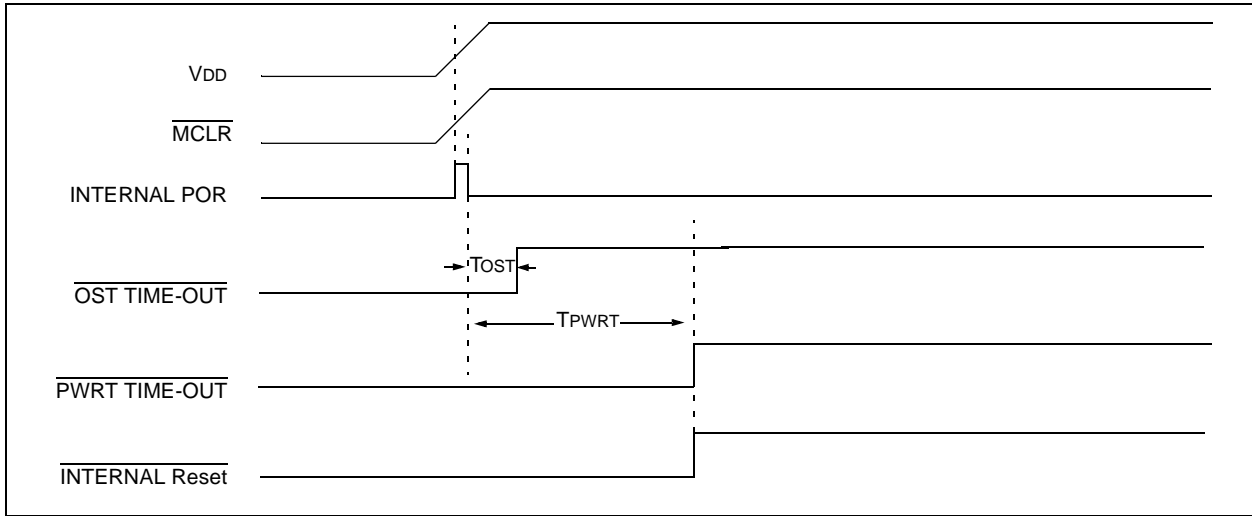 VDD
MCLR
INTERNAL POR
TOST
OST TIME-OUT
TPWRT
PWRT TIME-OUT
INTERNAL Reset